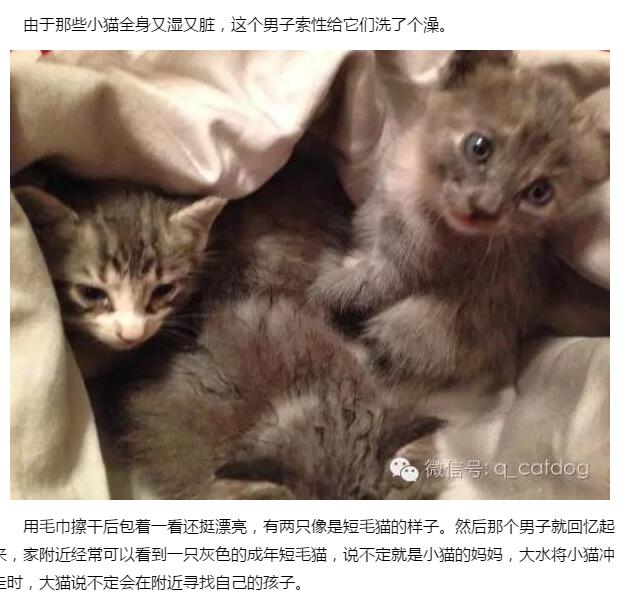 由于那些小猫全身又湿又脏，这个男子索性给它们洗了个澡。
微信号: q_catdog
用毛巾擦干后包着一看还挺漂亮，有两只像是短毛猫的样子。然后那个男子就回忆起
来，家附近经常可以看到一只灰色的成年短毛猫，说不定就是小猫的妈妈，大水将小猫冲
走时，大猫说不定会在附近寻找自己的孩子。